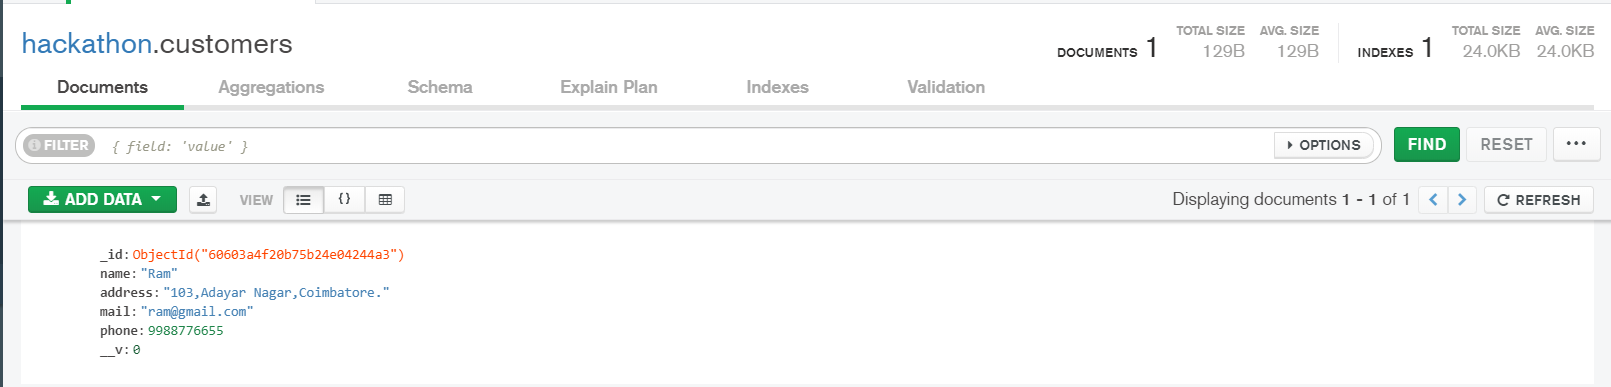 hackathon.customers
DOCUMENTS 1 TOTAL SIZE 129B AVG. SIZE 129B INDEXES 1 TOTAL SIZE 24.0KB AVG. SIZE 24.0KB
Documents Aggregations Schema Explain Plan Indexes Validation
FILTER { field: 'value' } OPTIONS FIND RESET ...
ADD DATA VIEW {} Displaying documents 1 - 1 of 1 < > REFRESH
_id: ObjectId("60603a4f20b75b24e04244a3")
name: "Ram"
address: "103,Adayar Nagar,Coimbatore."
mail: "ram@gmail.com"
phone: 9988776655
__v: 0